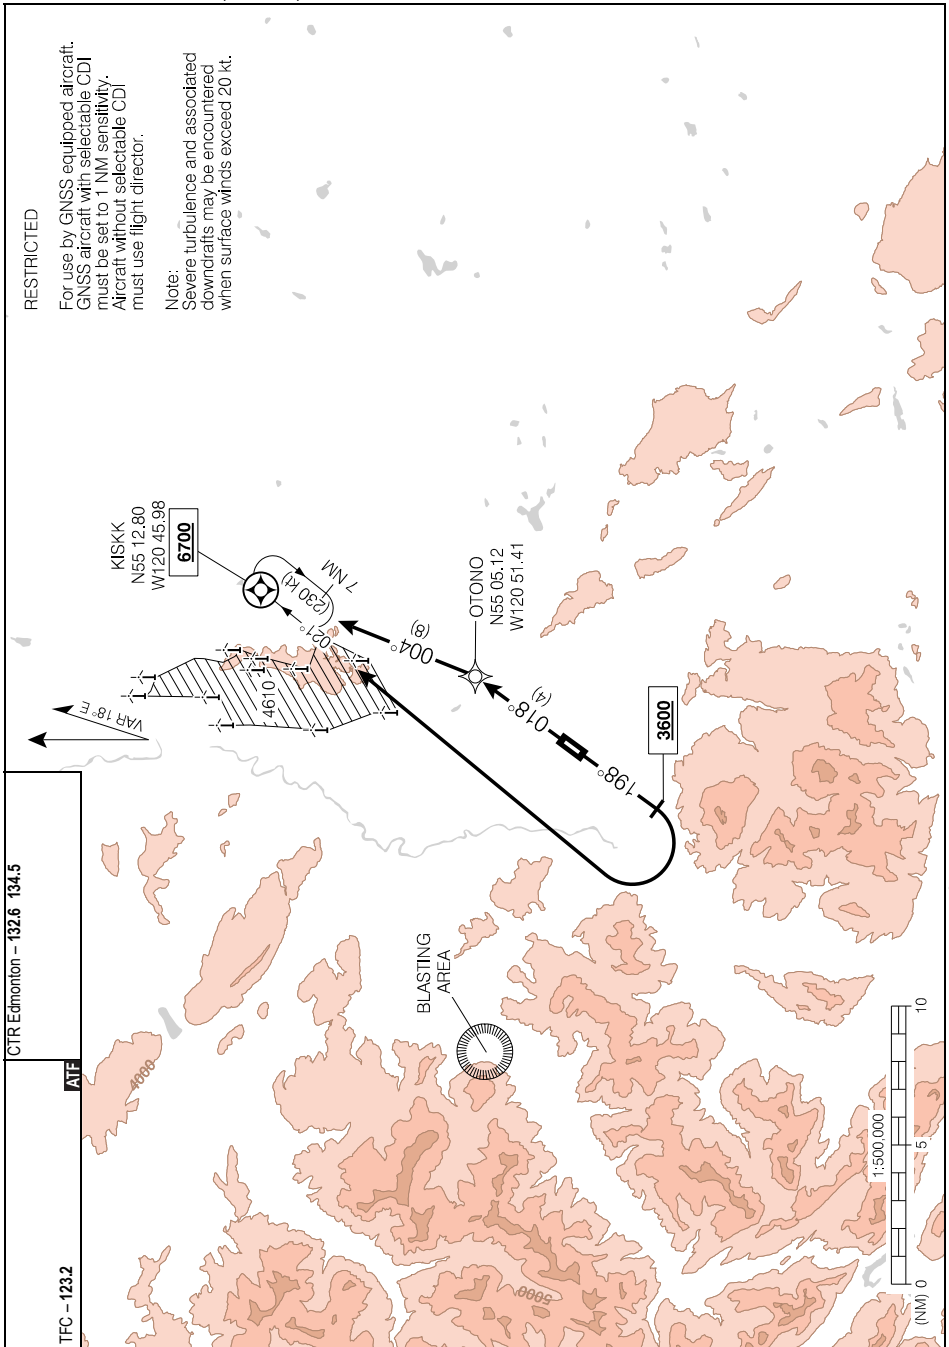 CTR Edmonton – 132.6 134.5
TFC – 123.2
ATF
RESTRICTED
For use by GNSS equipped aircraft.
GNSS aircraft with selectable CDI
must be set to 1 NM sensitivity.
Aircraft without selectable CDI
must use flight director.
Note:
Severe turbulence and associated
downdrafts may be encountered
when surface winds exceed 20 kt.
VAR 18° E
KISKK
N55 12.80
W120 45.98
6700
4610
021°
(230 kt)
7 NM
004°
(8)
OTONO
N55 05.12
W120 51.41
018°
(4)
198°
3600
BLASTING
AREA
4000
5000
1:500,000
(NM) 0
5
10